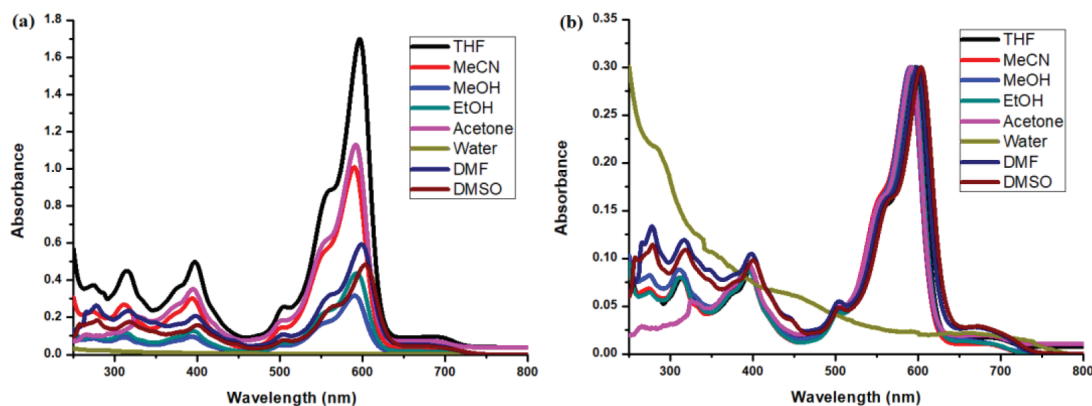 (a)
1.8
1.6
1.4
1.2
1.0
0.8
0.6
0.4
0.2
0.0
Absorbance
300 400 500 600 700 800
Wavelength (nm)
THF
MeCN
MeOH
EtOH
Acetone
Water
DMF
DMSO
(b)
0.35
0.30
0.25
0.20
0.15
0.10
0.05
0.00
Absorbance
300 400 500 600 700 800
Wavelength (nm)
THF
MeCN
MeOH
EtOH
Acetone
Water
DMF
DMSO